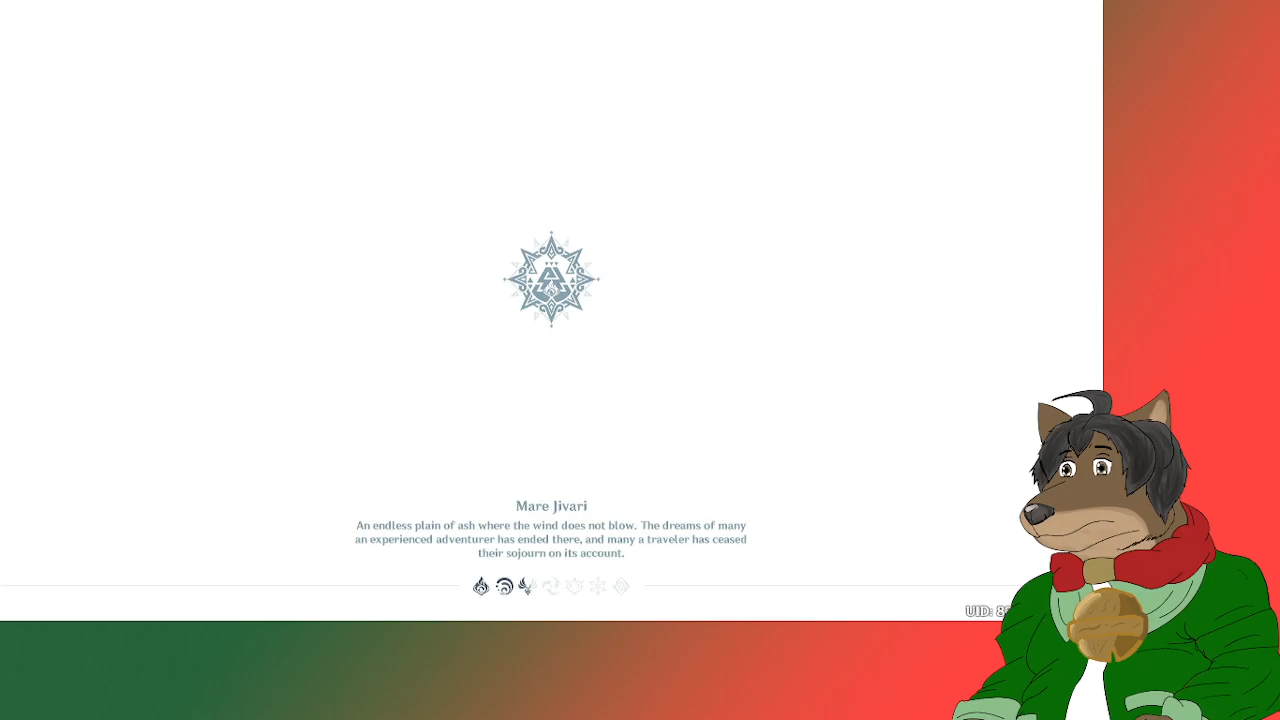 Mare Jivari
An endless plain of ash where the wind does not blow. The dreams of many
an experienced adventurer has ended there, and many a traveler has ceased
their sojourn on its account.
UID: 8